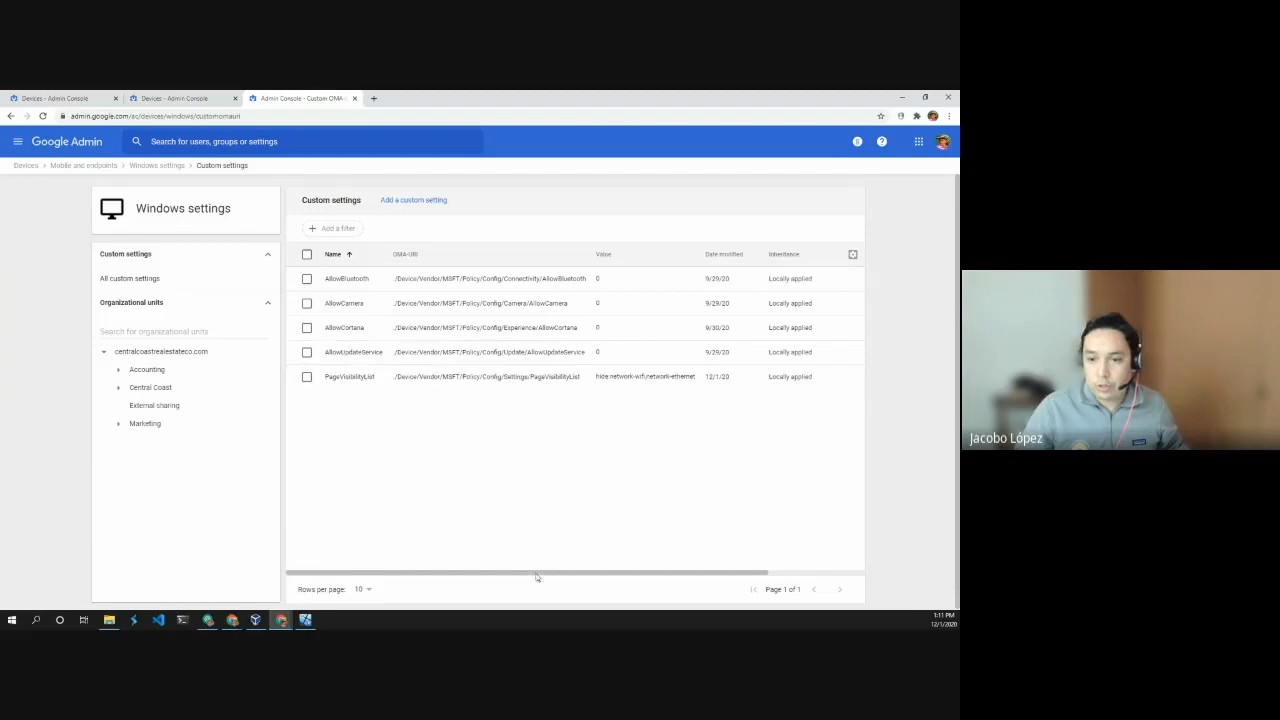 Devices - Admin Console
Devices - Admin Console
Admin Console - Custom OMA-
admin.google.com/ac/devices/windows/customomauri
Google Admin
Search for users, groups or settings
Devices > Mobile and endpoints > Windows settings > Custom settings
Windows settings
Custom settings
All custom settings
Organizational units
Search for organizational units
centralcoastrealestateco.com
Accounting
Central Coast
External sharing
Marketing
Custom settings Add a custom setting
+ Add a filter
Name OMA-URI Value Date modified Inheritance
AllowBluetooth ./Device/Vendor/MSFT/Policy/Config/Connectivity/AllowBluetooth 0 9/29/20 Locally applied
AllowCamera ./Device/Vendor/MSFT/Policy/Config/Camera/AllowCamera 0 9/29/20 Locally applied
AllowCortana ./Device/Vendor/MSFT/Policy/Config/Experience/AllowCortana 0 9/30/20 Locally applied
AllowUpdateService ./Device/Vendor/MSFT/Policy/Config/Update/AllowUpdateService 0 9/29/20 Locally applied
PageVisibilityList ./Device/Vendor/MSFT/Policy/Config/Settings/PageVisibilityList hide:network-wifi;network-ethernet 12/1/20 Locally applied
Rows per page: 10 Page 1 of 1
1:11 PM
12/1/2020
Jacobo López